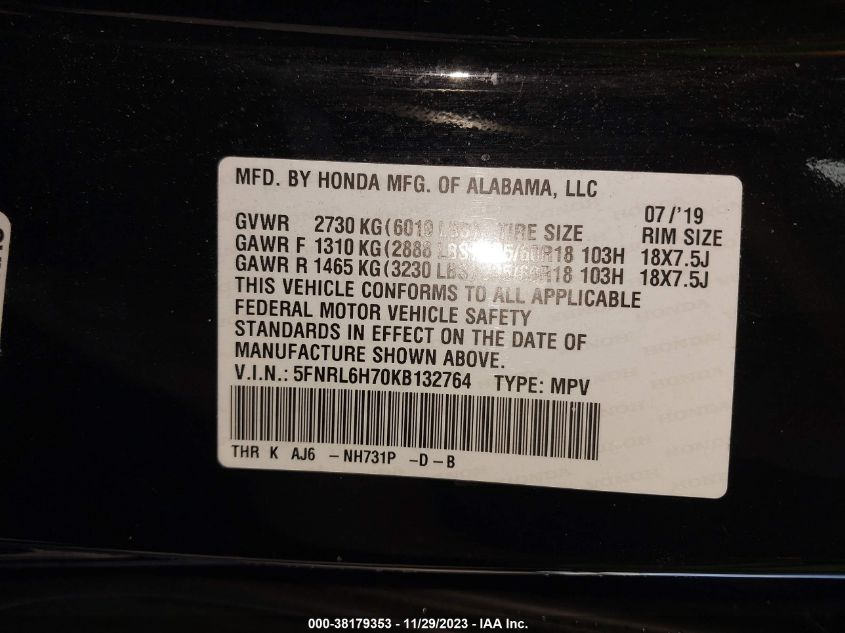 MFD. BY HONDA MFG. OF ALABAMA, LLC
07/'19
GVWR 2730 KG (6019 LBS) TIRE SIZE RIM SIZE
GAWR F 1310 KG (2888 LBS) 103H 18X7.5J
GAWR R 1465 KG (3230 LBS) 103H 18X7.5J
THIS VEHICLE CONFORMS TO ALL APPLICABLE
FEDERAL MOTOR VEHICLE SAFETY
STANDARDS IN EFFECT ON THE DATE OF
MANUFACTURE SHOWN ABOVE.
V.I.N.: 5FNRL6H70KB132764 TYPE: MPV
THR K AJ6 -NH731P -D-B
000-38179353 - 11/29/2023 - IAA Inc.